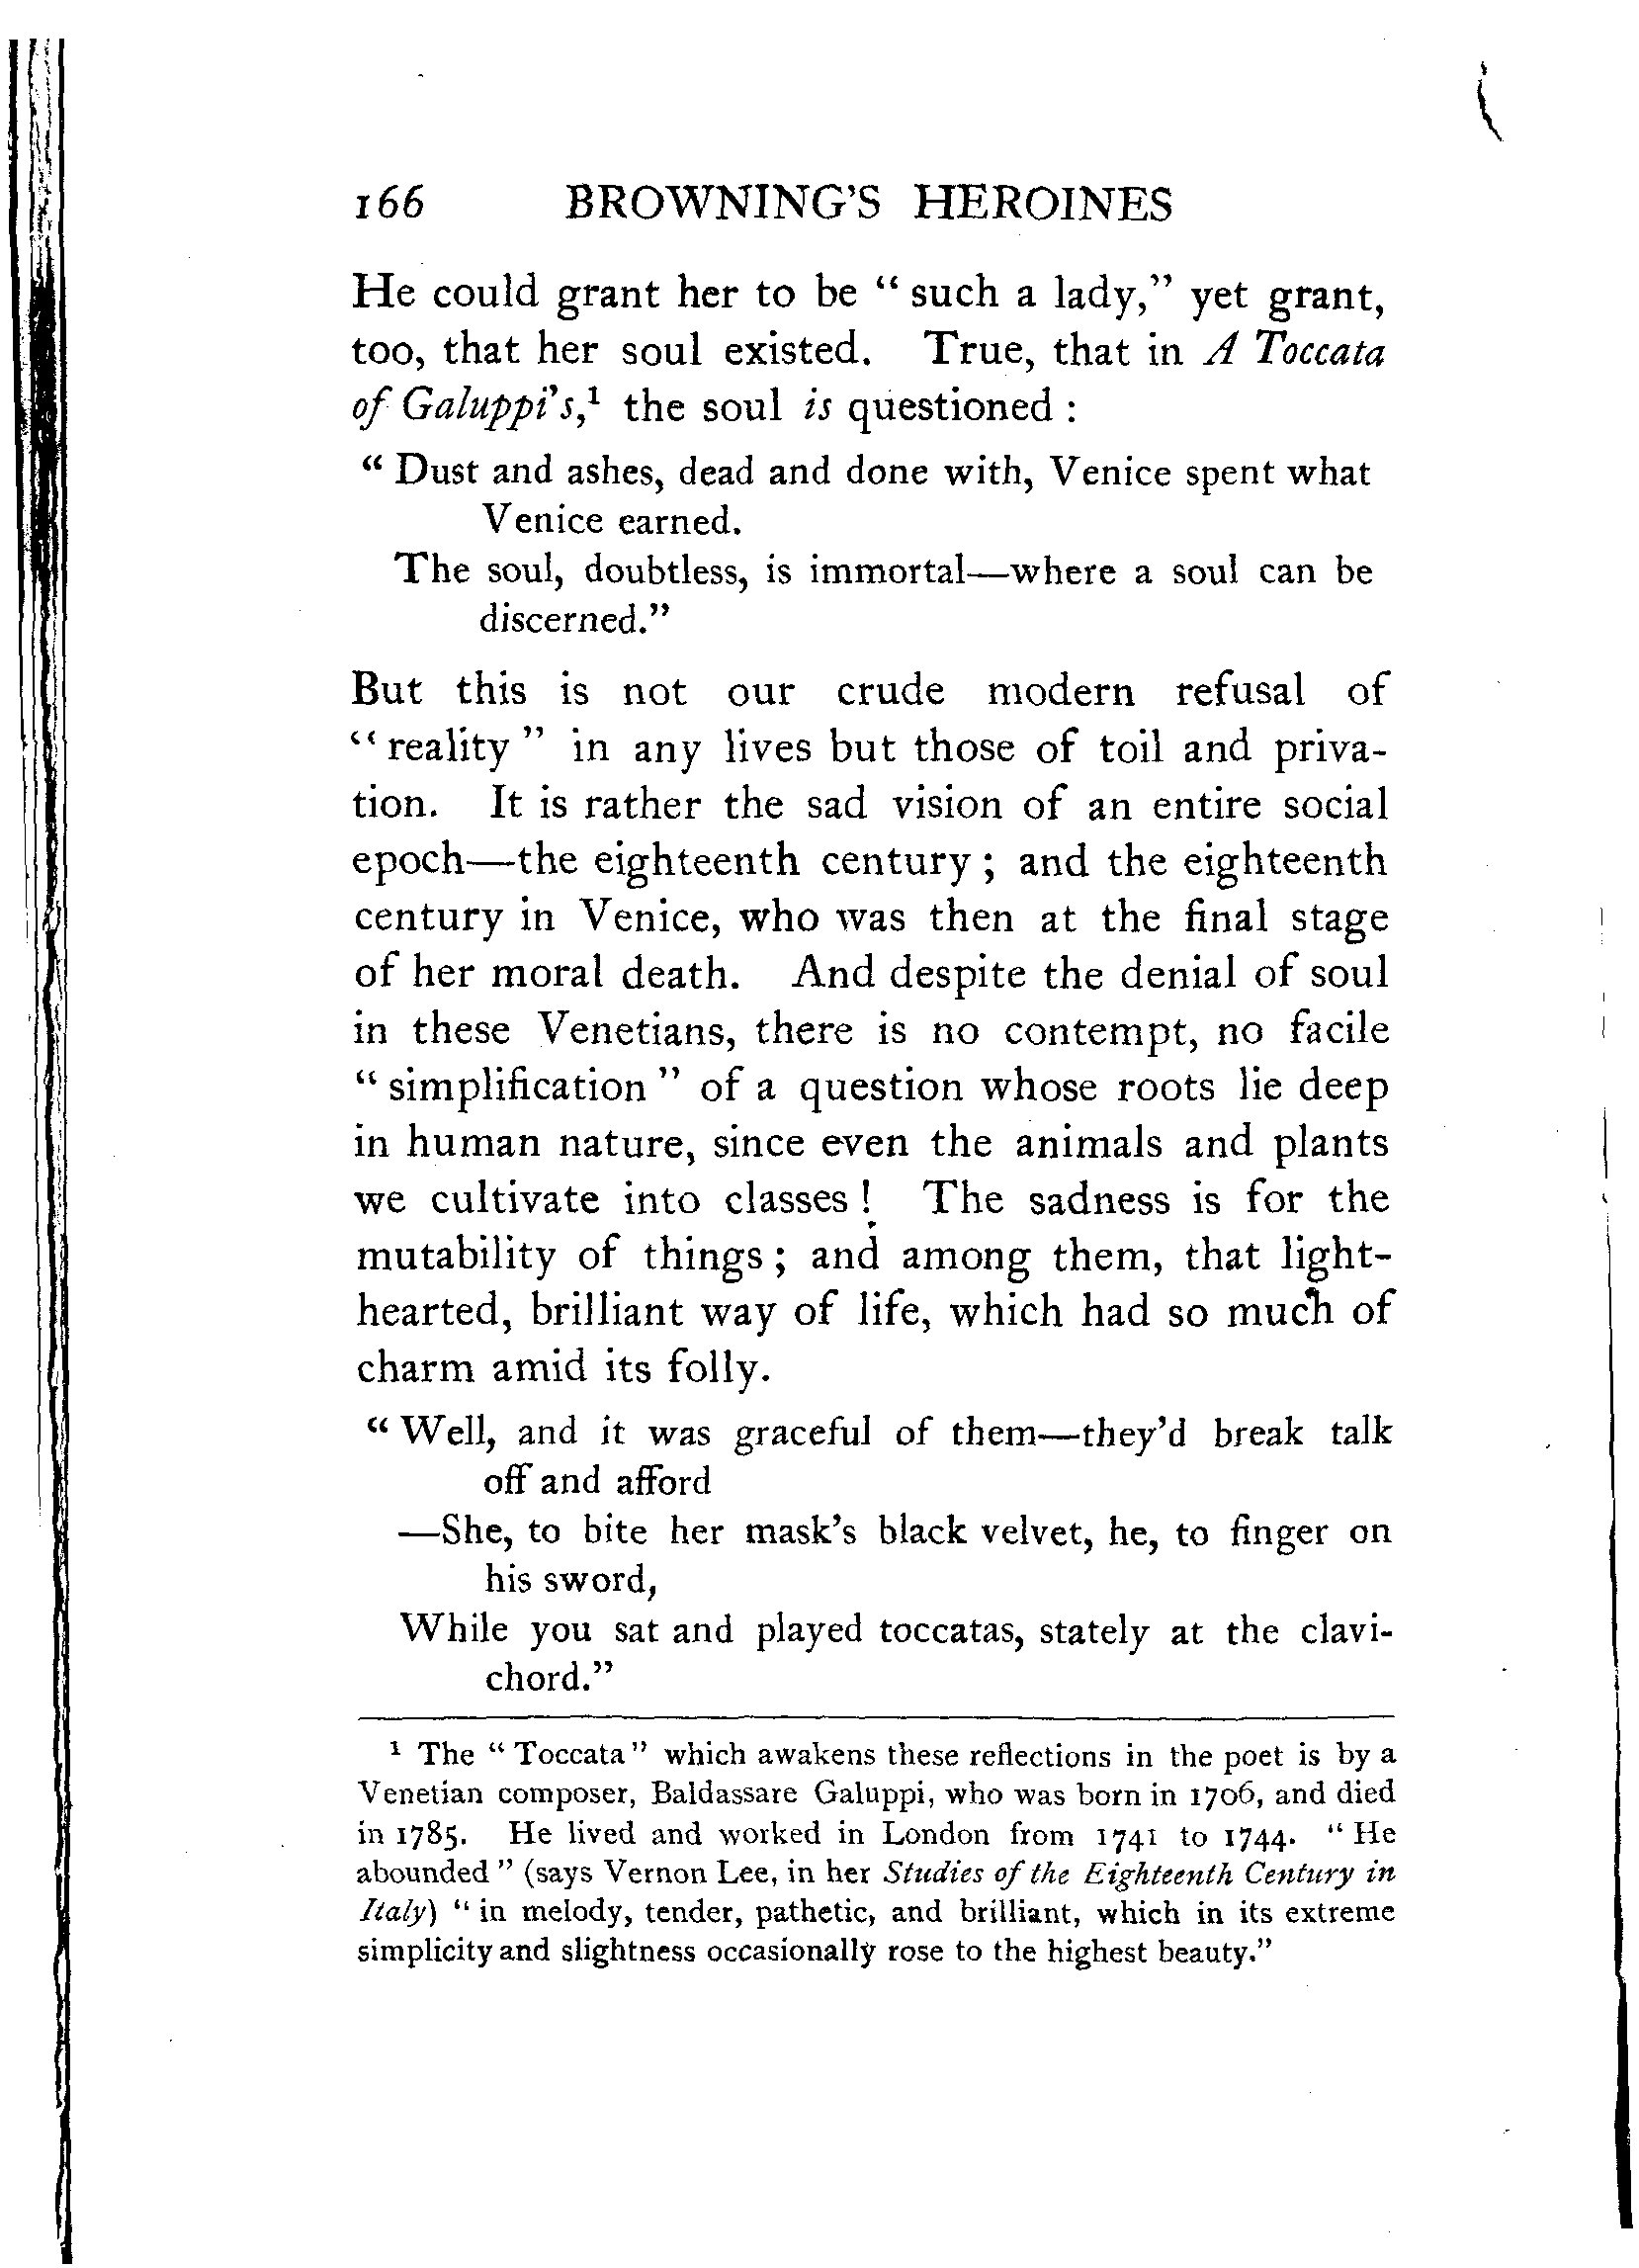 166 BROWNING'S HEROINES
He could grant her to be “ such a lady,” yet grant,
too, that her soul existed. True, that in A Toccata
of Galuppi's,¹ the soul is questioned :
“ Dust and ashes, dead and done with, Venice spent what
Venice earned.
The soul, doubtless, is immortal—where a soul can be
discerned.”
But this is not our crude modern refusal of
“ reality ” in any lives but those of toil and priva-
tion. It is rather the sad vision of an entire social
epoch—the eighteenth century ; and the eighteenth
century in Venice, who was then at the final stage
of her moral death. And despite the denial of soul
in these Venetians, there is no contempt, no facile
“ simplification ” of a question whose roots lie deep
in human nature, since even the animals and plants
we cultivate into classes ! The sadness is for the
mutability of things ; and among them, that light-
hearted, brilliant way of life, which had so much of
charm amid its folly.
“ Well, and it was graceful of them—they'd break talk
off and afford
—She, to bite her mask's black velvet, he, to finger on
his sword,
While you sat and played toccatas, stately at the clavi-
chord.”
¹ The “ Toccata ” which awakens these reflections in the poet is by a
Venetian composer, Baldassare Galuppi, who was born in 1706, and died
in 1785. He lived and worked in London from 1741 to 1744. “ He
abounded ” (says Vernon Lee, in her Studies of the Eighteenth Century in
Italy) “ in melody, tender, pathetic, and brilliant, which in its extreme
simplicity and slightness occasionally rose to the highest beauty.”